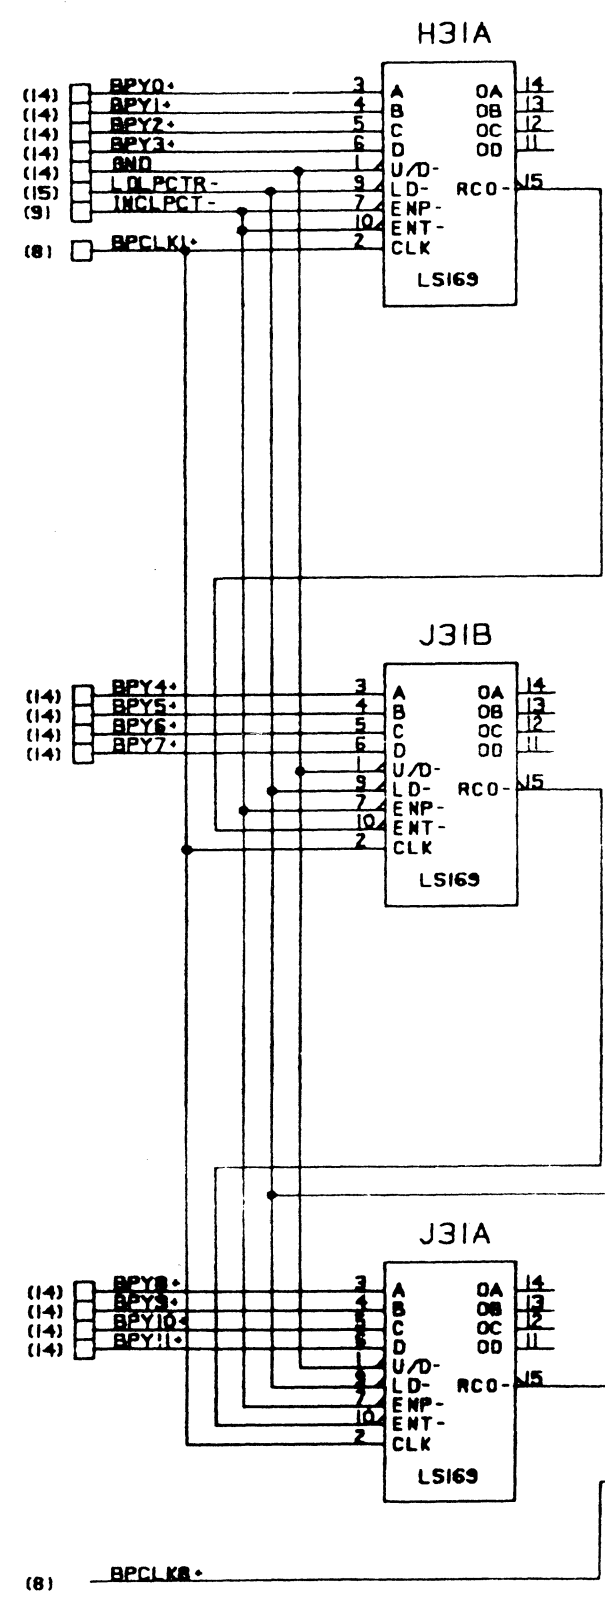 H31A
(14) BPY0+ 3 A OA 14
(14) BPY1+ 4 B OB 13
(14) BPY2+ 5 C OC 12
(14) BPY3+ 6 D OD 11
(14) GND 1 U/D-
(15) LDLPCTR- 9 LD- RCO- 15
(9) INCLPCT- 7 ENP-
10 ENT-
(8) BPCLK1+ 2 CLK
LS169
J31B
(14) BPY4+ 3 A OA 14
(14) BPY5+ 4 B OB 13
(14) BPY6+ 5 C OC 12
(14) BPY7+ 6 D OD 11
1 U/D-
9 LD- RCO- 15
7 ENP-
10 ENT-
2 CLK
LS169
J31A
(14) BPY8+ 3 A OA 14
(14) BPY9+ 4 B OB 13
(14) BPY10+ 5 C OC 12
(14) BPY11+ 6 D OD 11
1 U/D-
9 LD- RCO- 15
7 ENP-
10 ENT-
2 CLK
LS169
(8)